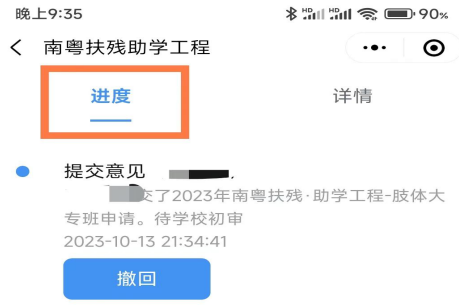 晚上9:35
HD HD 90%
南粤扶残助学工程
进度 详情
提交意见
交了2023年南粤扶残·助学工程-肢体大
专班申请。待学校初审
2023-10-13 21:34:41
撤回